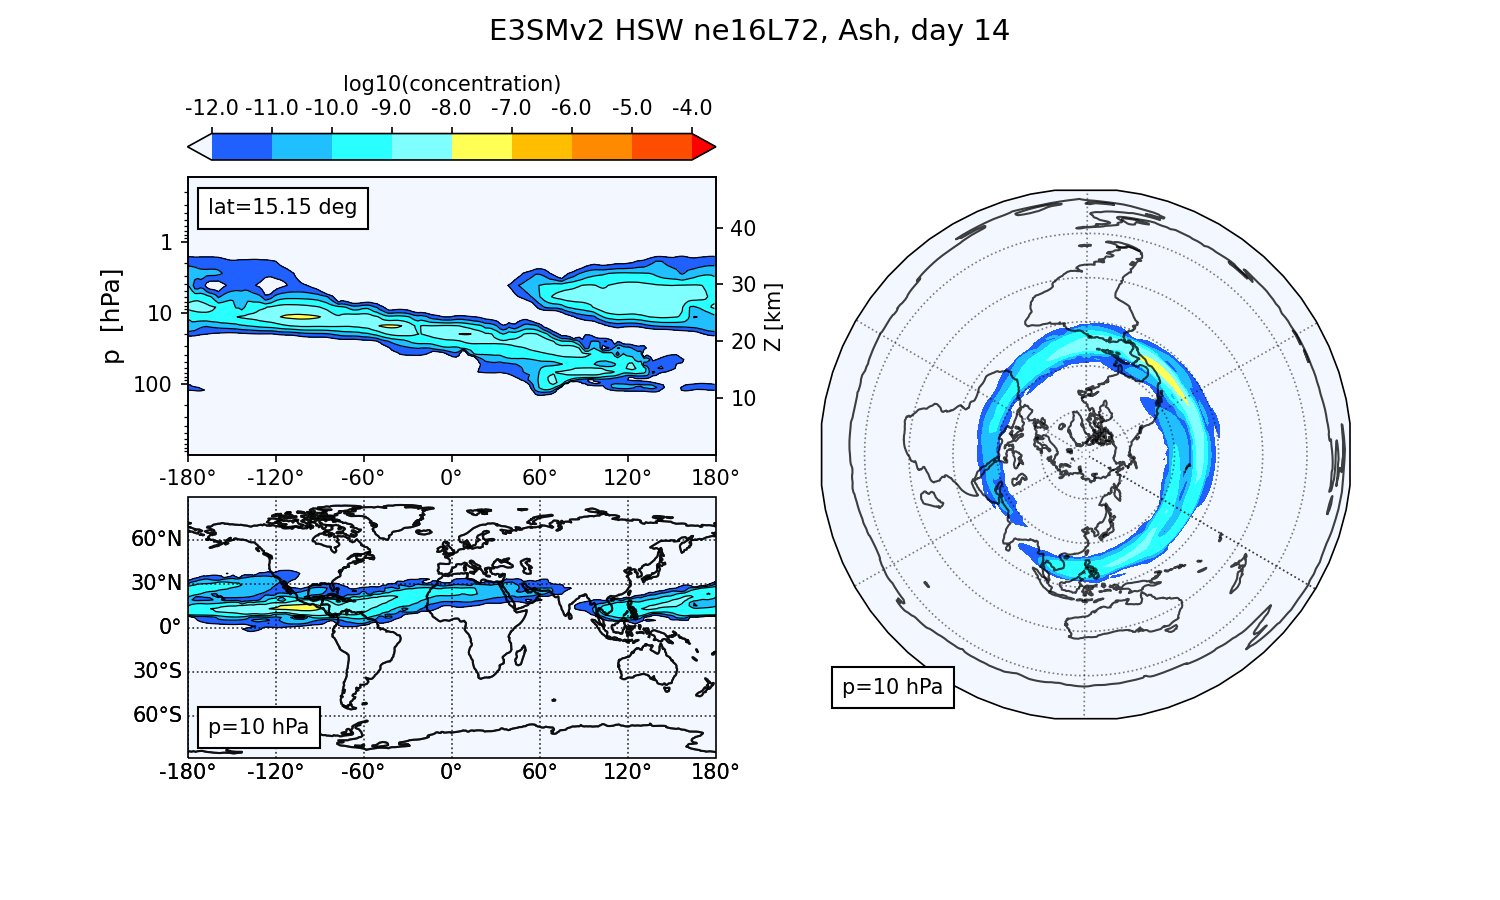 E3SMv2 HSW ne16L72, Ash, day 14
log10(concentration)
-12.0 -11.0 -10.0 -9.0 -8.0 -7.0 -6.0 -5.0 -4.0
lat=15.15 deg
p [hPa]
1
10
100
40
30
20
10
Z [km]
-180° -120° -60° 0° 60° 120° 180°
60°N
30°N
0°
30°S
60°S
p=10 hPa
-180° -120° -60° 0° 60° 120° 180°
p=10 hPa